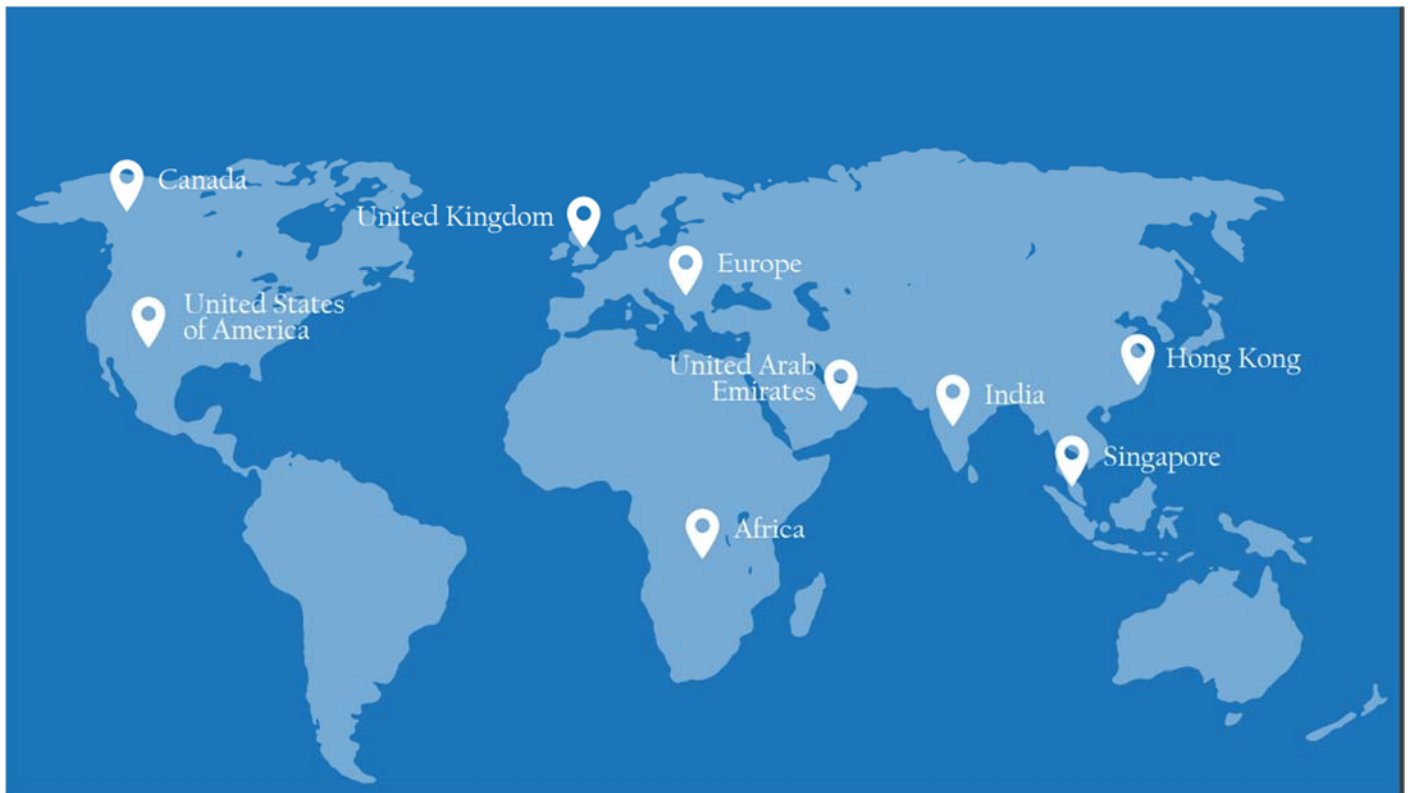 Canada
United Kingdom
Europe
United States
of America
Hong Kong
United Arab
Emirates
India
Singapore
Africa